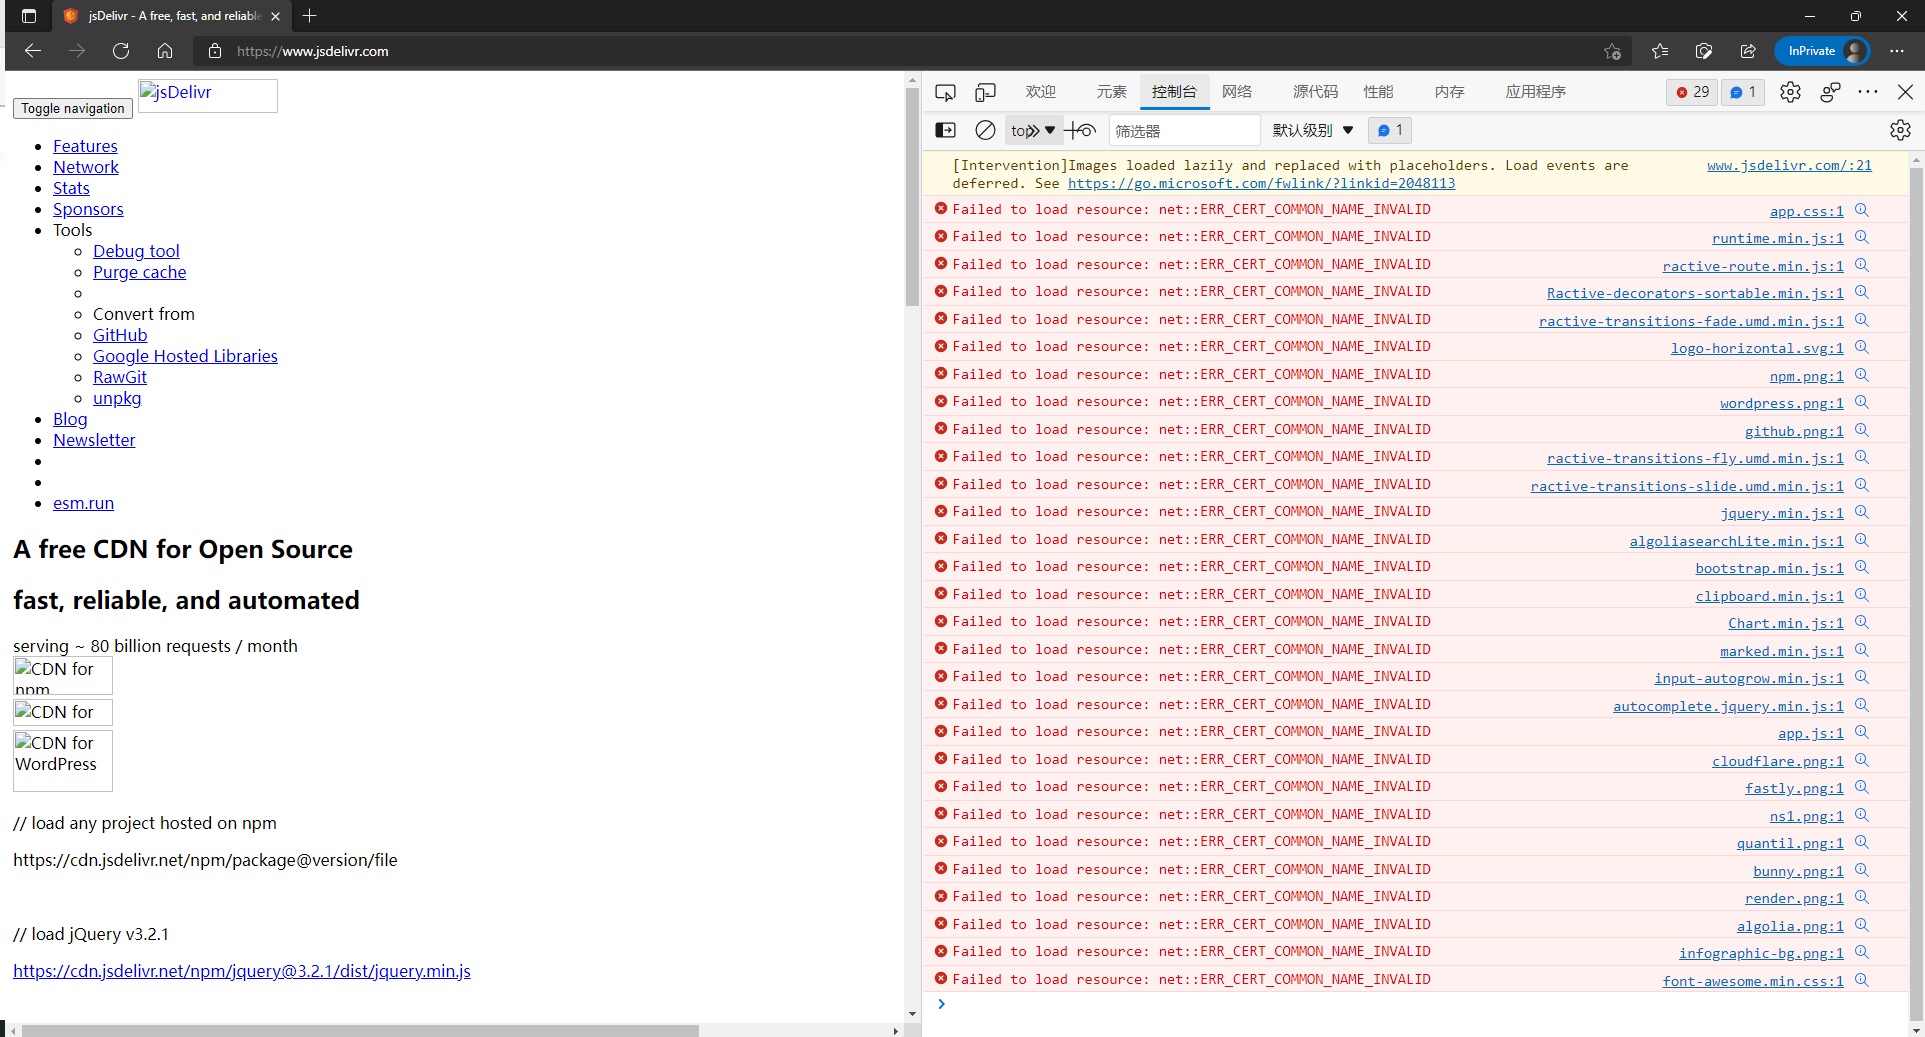 jsDelivr - A free, fast, and reliable
https://www.jsdelivr.com
InPrivate
Toggle navigation
jsDelivr
Features
Network
Stats
Sponsors
Tools
Debug tool
Purge cache
Convert from
GitHub
Google Hosted Libraries
RawGit
unpkg
Blog
Newsletter
esm.run
A free CDN for Open Source
fast, reliable, and automated
serving ~ 80 billion requests / month
CDN for
npm
CDN for
CDN for
WordPress
// load any project hosted on npm
https://cdn.jsdelivr.net/npm/package@version/file
// load jQuery v3.2.1
https://cdn.jsdelivr.net/npm/jquery@3.2.1/dist/jquery.min.js
欢迎 元素 控制台 网络 源代码 性能 内存 应用程序 29 1
top 筛选器 默认级别 1
[Intervention]Images loaded lazily and replaced with placeholders. Load events are www.jsdelivr.com/:21
deferred. See https://go.microsoft.com/fwlink/?linkid=2048113
Failed to load resource: net::ERR_CERT_COMMON_NAME_INVALID app.css:1
Failed to load resource: net::ERR_CERT_COMMON_NAME_INVALID runtime.min.js:1
Failed to load resource: net::ERR_CERT_COMMON_NAME_INVALID ractive-route.min.js:1
Failed to load resource: net::ERR_CERT_COMMON_NAME_INVALID Ractive-decorators-sortable.min.js:1
Failed to load resource: net::ERR_CERT_COMMON_NAME_INVALID ractive-transitions-fade.umd.min.js:1
Failed to load resource: net::ERR_CERT_COMMON_NAME_INVALID logo-horizontal.svg:1
Failed to load resource: net::ERR_CERT_COMMON_NAME_INVALID npm.png:1
Failed to load resource: net::ERR_CERT_COMMON_NAME_INVALID wordpress.png:1
Failed to load resource: net::ERR_CERT_COMMON_NAME_INVALID github.png:1
Failed to load resource: net::ERR_CERT_COMMON_NAME_INVALID ractive-transitions-fly.umd.min.js:1
Failed to load resource: net::ERR_CERT_COMMON_NAME_INVALID ractive-transitions-slide.umd.min.js:1
Failed to load resource: net::ERR_CERT_COMMON_NAME_INVALID jquery.min.js:1
Failed to load resource: net::ERR_CERT_COMMON_NAME_INVALID algoliasearchLite.min.js:1
Failed to load resource: net::ERR_CERT_COMMON_NAME_INVALID bootstrap.min.js:1
Failed to load resource: net::ERR_CERT_COMMON_NAME_INVALID clipboard.min.js:1
Failed to load resource: net::ERR_CERT_COMMON_NAME_INVALID Chart.min.js:1
Failed to load resource: net::ERR_CERT_COMMON_NAME_INVALID marked.min.js:1
Failed to load resource: net::ERR_CERT_COMMON_NAME_INVALID input-autogrow.min.js:1
Failed to load resource: net::ERR_CERT_COMMON_NAME_INVALID autocomplete.jquery.min.js:1
Failed to load resource: net::ERR_CERT_COMMON_NAME_INVALID app.js:1
Failed to load resource: net::ERR_CERT_COMMON_NAME_INVALID cloudflare.png:1
Failed to load resource: net::ERR_CERT_COMMON_NAME_INVALID fastly.png:1
Failed to load resource: net::ERR_CERT_COMMON_NAME_INVALID ns1.png:1
Failed to load resource: net::ERR_CERT_COMMON_NAME_INVALID quantil.png:1
Failed to load resource: net::ERR_CERT_COMMON_NAME_INVALID bunny.png:1
Failed to load resource: net::ERR_CERT_COMMON_NAME_INVALID render.png:1
Failed to load resource: net::ERR_CERT_COMMON_NAME_INVALID algolia.png:1
Failed to load resource: net::ERR_CERT_COMMON_NAME_INVALID infographic-bg.png:1
Failed to load resource: net::ERR_CERT_COMMON_NAME_INVALID font-awesome.min.css:1